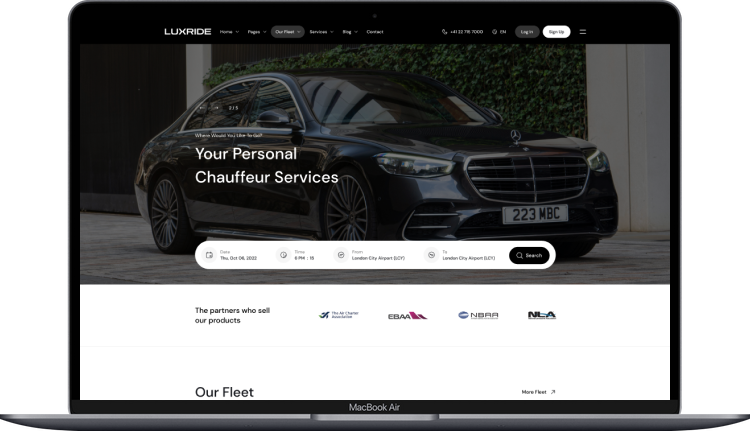 LUXRIDE Home Pages Our Fleet Services Blog Contact +41 22 715 7000 EN Log In Sign Up
2 / 5
Where Would You Like To Go?
Your Personal
Chauffeur Services
223 MBC
Date Time From To
Thu, Oct 06, 2022 6 PM : 15 London City Airport (LCY) London City Airport (LCY) Search
The partners who sell
our products
The Air Charter
Association
EBAA
NBAA
Our Fleet
More Fleet
MacBook Air